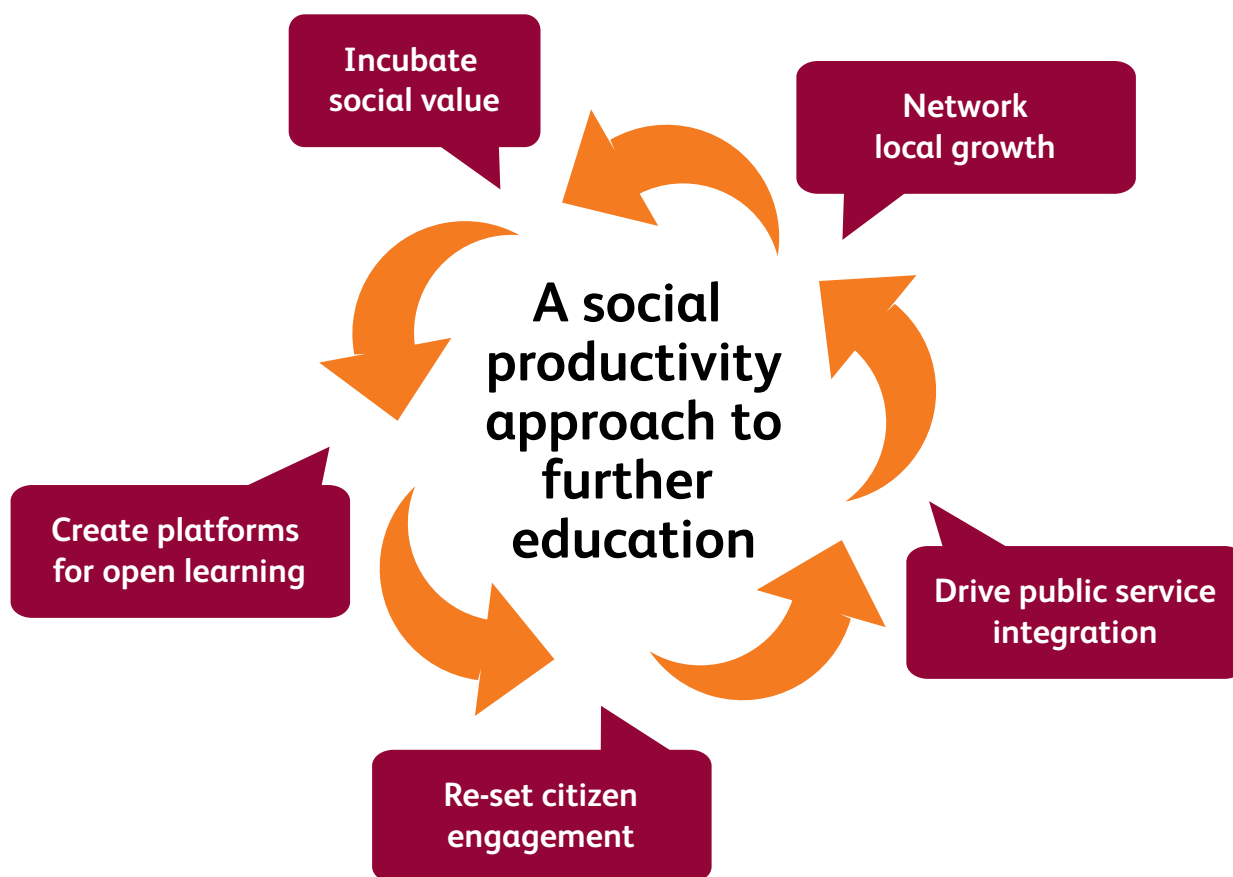 Incubate
social value
Network
local growth
A social
productivity
approach to
further
education
Create platforms
for open learning
Drive public service
integration
Re-set citizen
engagement